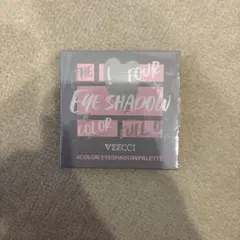 THE FOUR
EYE SHADOW
COLOR
VEECCI
4COLOR EYESHADOWPALETTE